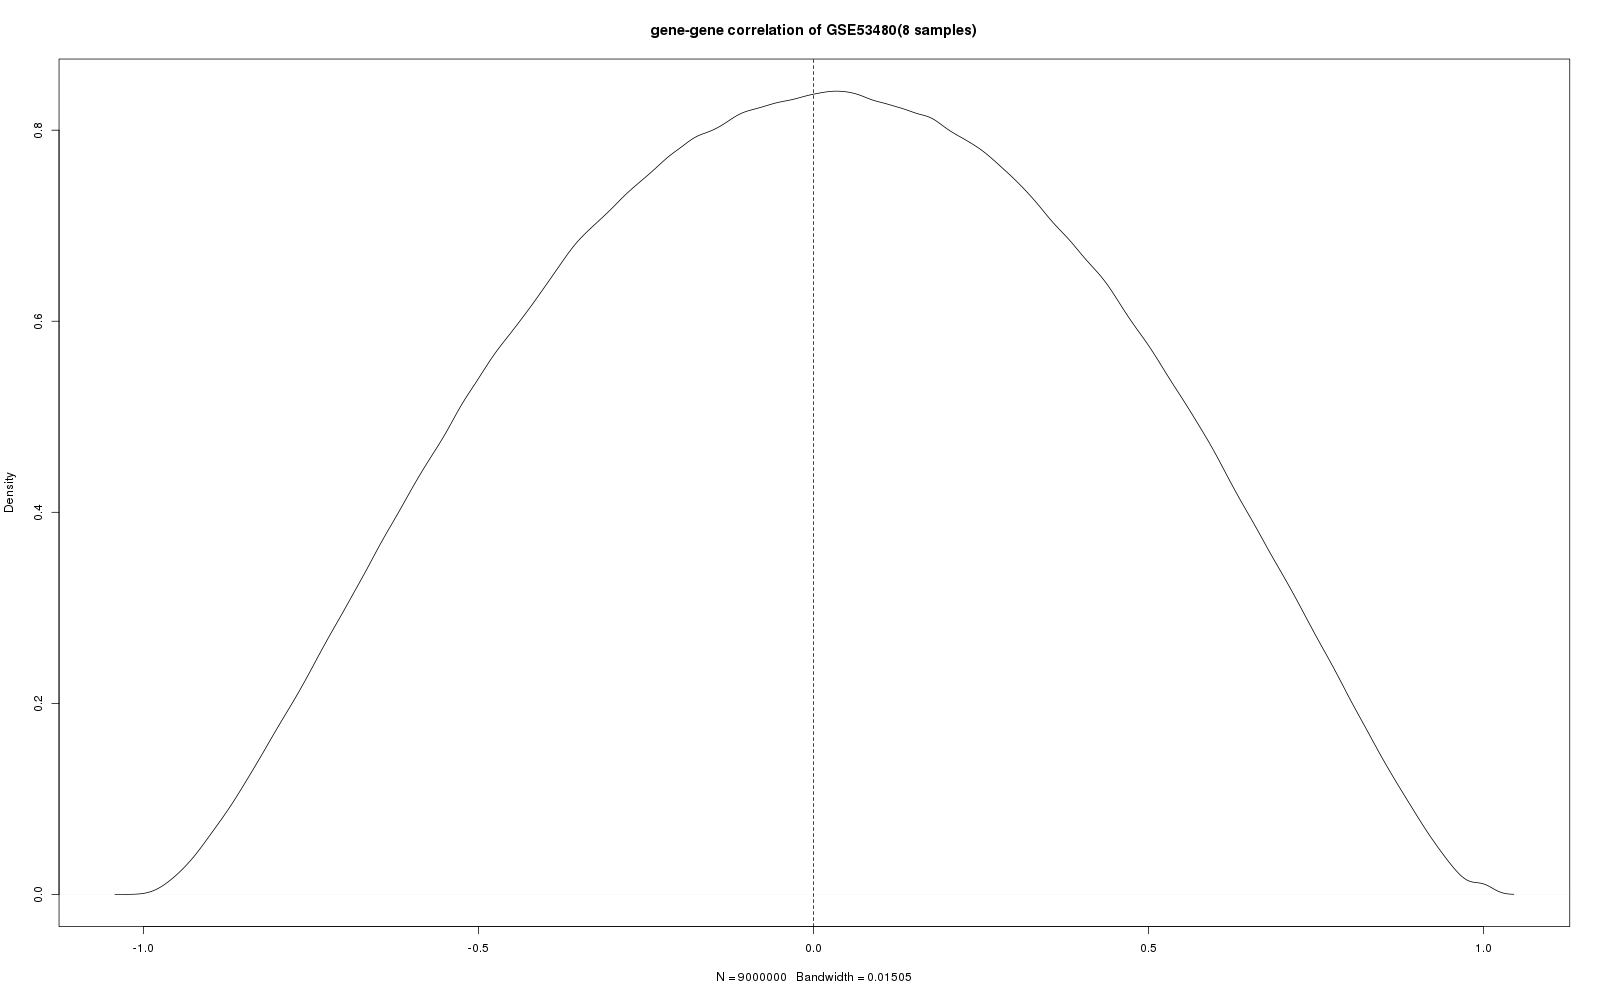 gene-gene correlation of GSE53480(8 samples)
Density
0.8
0.6
0.4
0.2
0.0
-1.0 -0.5 0.0 0.5 1.0
N = 9000000 Bandwidth = 0.01505